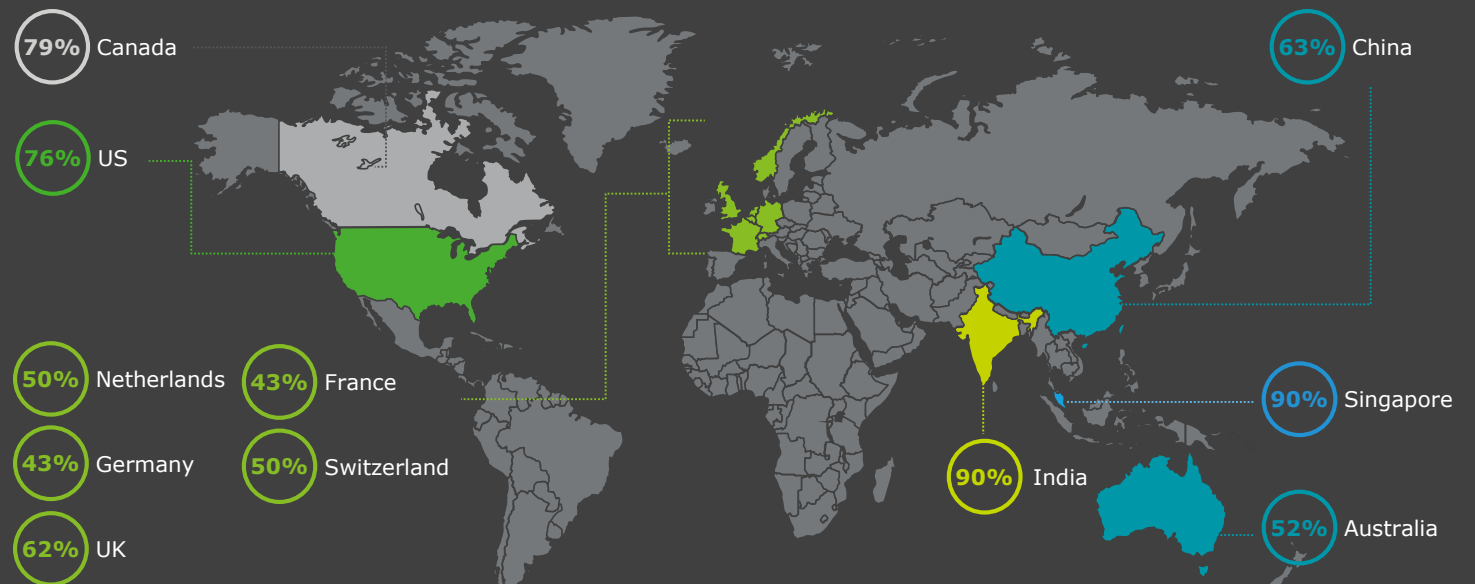 79% Canada
63% China
76% US
50% Netherlands
43% France
90% Singapore
43% Germany
50% Switzerland
90% India
52% Australia
62% UK